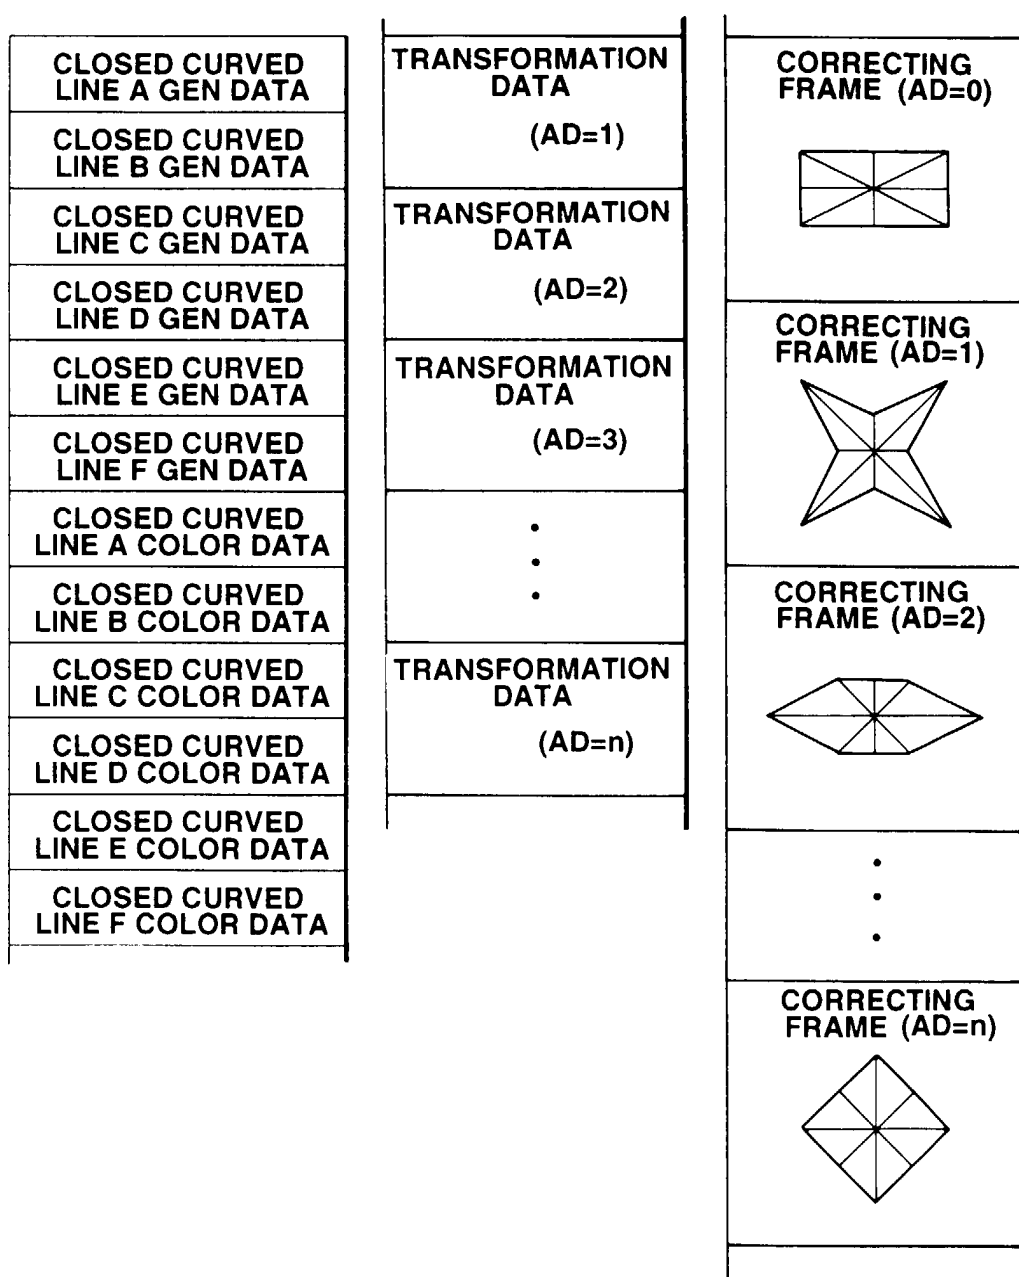 CLOSED CURVED
LINE A GEN DATA
CLOSED CURVED
LINE B GEN DATA
CLOSED CURVED
LINE C GEN DATA
CLOSED CURVED
LINE D GEN DATA
CLOSED CURVED
LINE E GEN DATA
CLOSED CURVED
LINE F GEN DATA
CLOSED CURVED
LINE A COLOR DATA
CLOSED CURVED
LINE B COLOR DATA
CLOSED CURVED
LINE C COLOR DATA
CLOSED CURVED
LINE D COLOR DATA
CLOSED CURVED
LINE E COLOR DATA
CLOSED CURVED
LINE F COLOR DATA
TRANSFORMATION
DATA
(AD=1)
TRANSFORMATION
DATA
(AD=2)
TRANSFORMATION
DATA
(AD=3)
TRANSFORMATION
DATA
(AD=n)
CORRECTING
FRAME (AD=0)
CORRECTING
FRAME (AD=1)
CORRECTING
FRAME (AD=2)
CORRECTING
FRAME (AD=n)